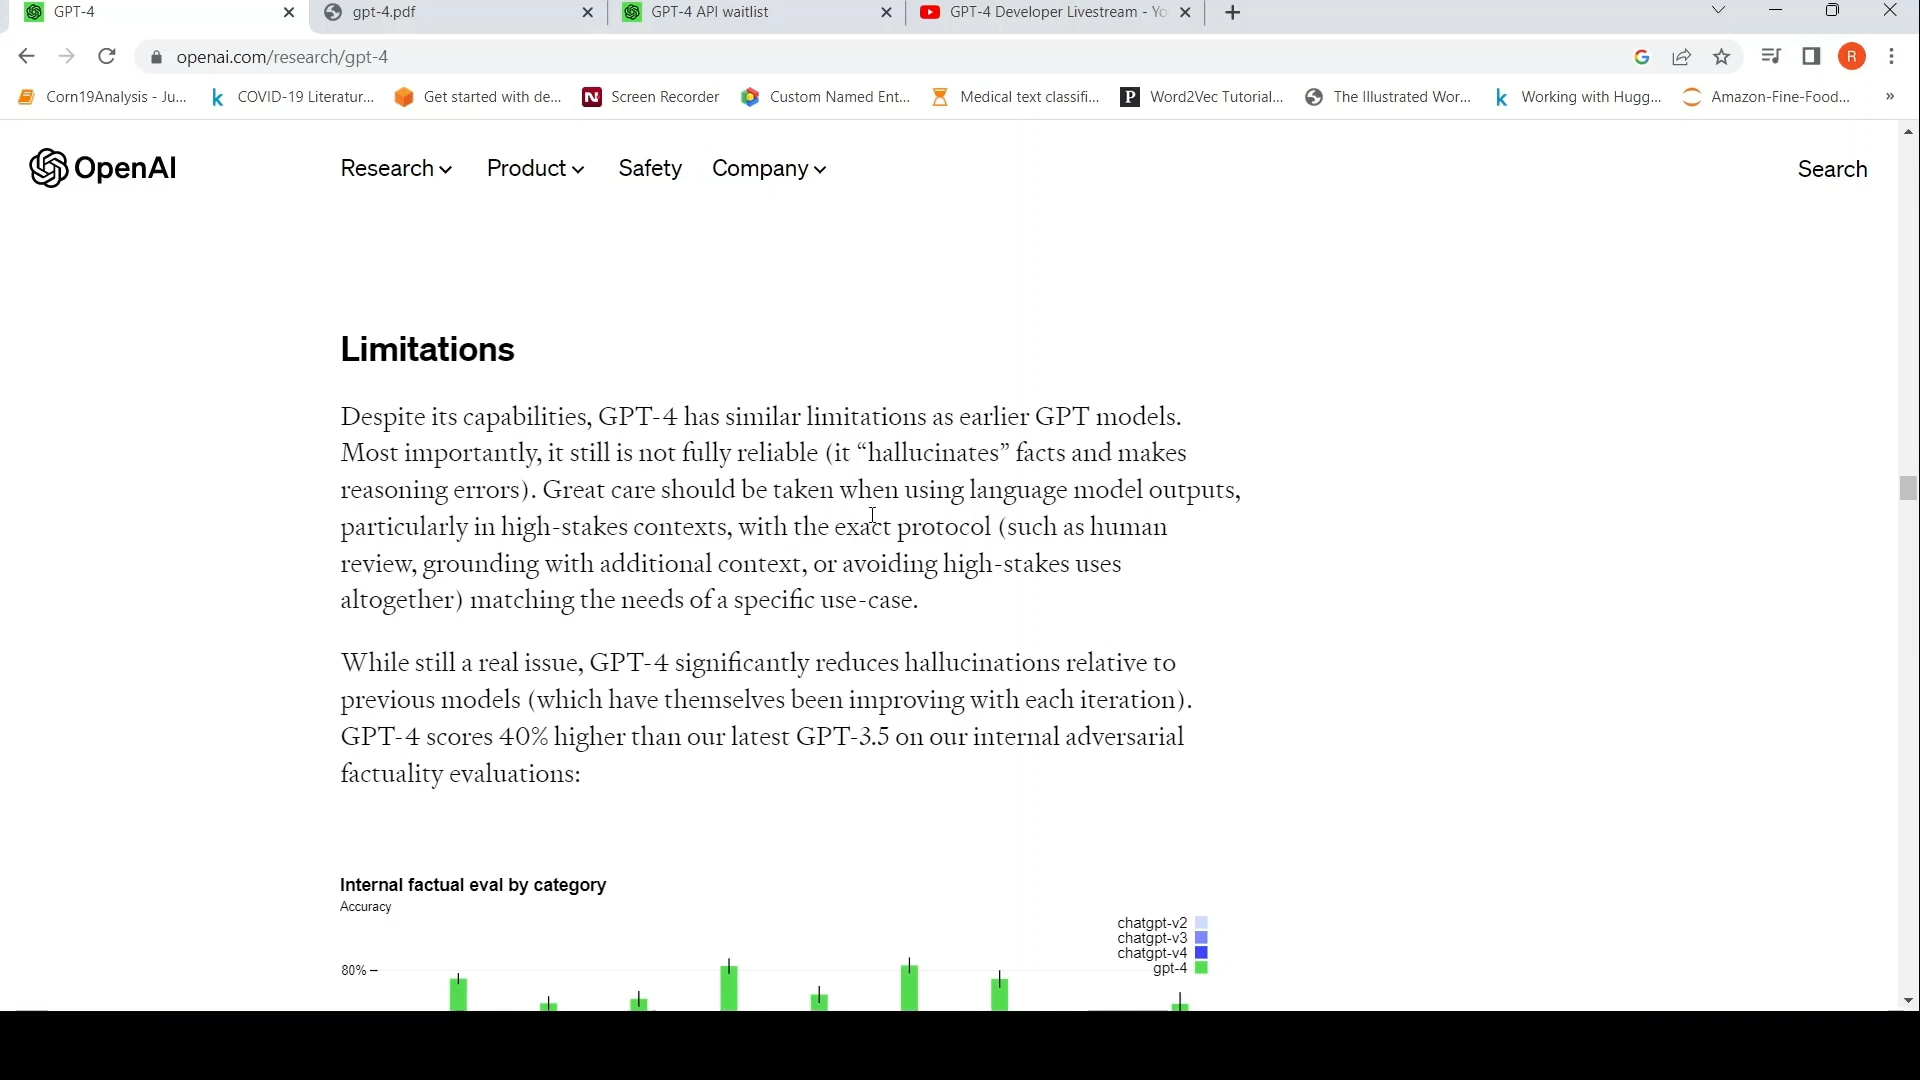 GPT-4
gpt-4.pdf
GPT-4 API waitlist
GPT-4 Developer Livestream - Yo
openai.com/research/gpt-4
R
Corn19Analysis - Ju...
COVID-19 Literatur...
Get started with de...
Screen Recorder
Custom Named Ent...
Medical text classifi...
Word2Vec Tutorial...
The Illustrated Wor...
Working with Hugg...
Amazon-Fine-Food...
OpenAI
Research
Product
Safety
Company
Search
Limitations
Despite its capabilities, GPT-4 has similar limitations as earlier GPT models.
Most importantly, it still is not fully reliable (it “hallucinates” facts and makes
reasoning errors). Great care should be taken when using language model outputs,
particularly in high-stakes contexts, with the exact protocol (such as human
review, grounding with additional context, or avoiding high-stakes uses
altogether) matching the needs of a specific use-case.
While still a real issue, GPT-4 significantly reduces hallucinations relative to
previous models (which have themselves been improving with each iteration).
GPT-4 scores 40% higher than our latest GPT-3.5 on our internal adversarial
factuality evaluations:
Internal factual eval by category
Accuracy
chatgpt-v2
chatgpt-v3
chatgpt-v4
gpt-4
80%